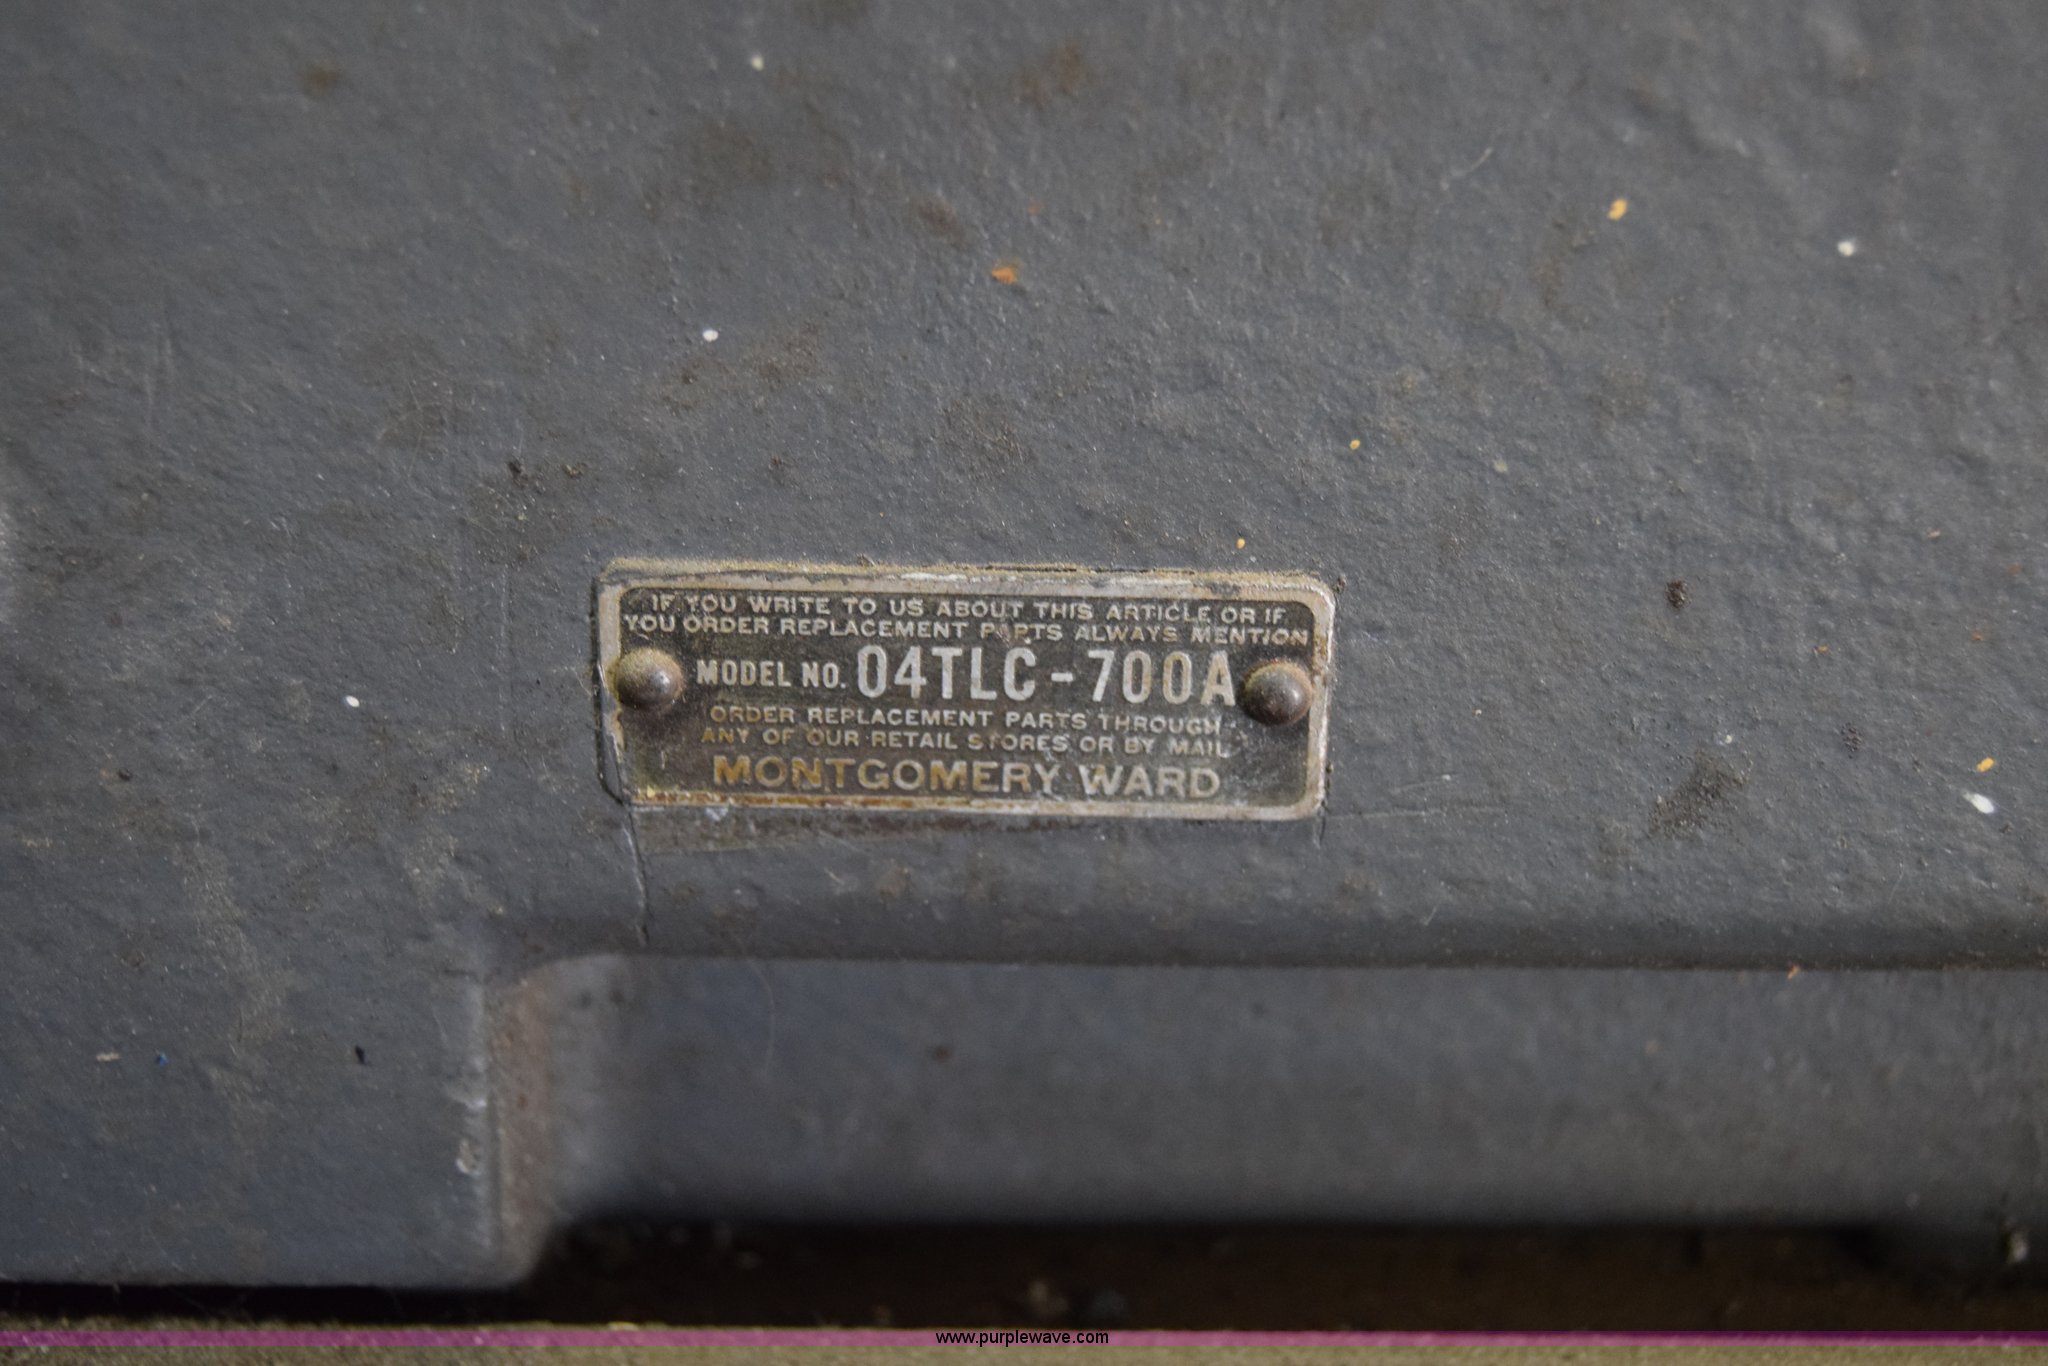 IF YOU WRITE TO US ABOUT THIS ARTICLE OR IF
YOU ORDER REPLACEMENT PARTS ALWAYS MENTION
MODEL NO. 04TLC-700A
ORDER REPLACEMENT PARTS THROUGH
ANY OF OUR RETAIL STORES OR BY MAIL
MONTGOMERY WARD
www.purplewave.com